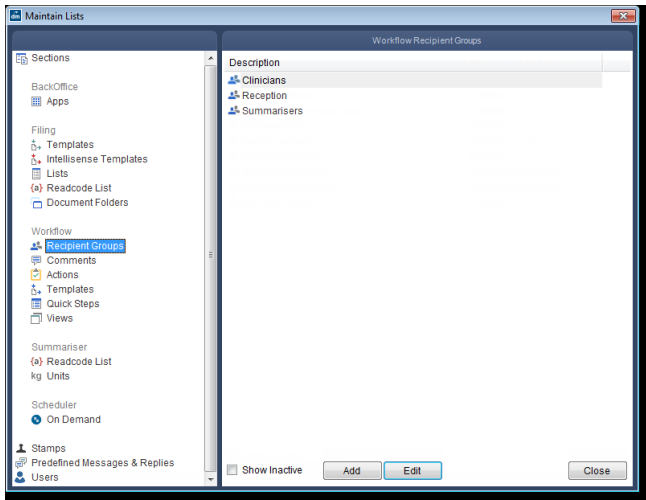 dm Maintain Lists
Workflow Recipient Groups
Sections
BackOffice
Apps
Filing
Templates
Intellisense Templates
Lists
{a} Readcode List
Document Folders
Workflow
Recipient Groups
Comments
Actions
Templates
Quick Steps
Views
Summariser
{a} Readcode List
kg Units
Scheduler
On Demand
Stamps
Predefined Messages & Replies
Users
Description
Clinicians
Reception
Summarisers
Show Inactive
Add
Edit
Close